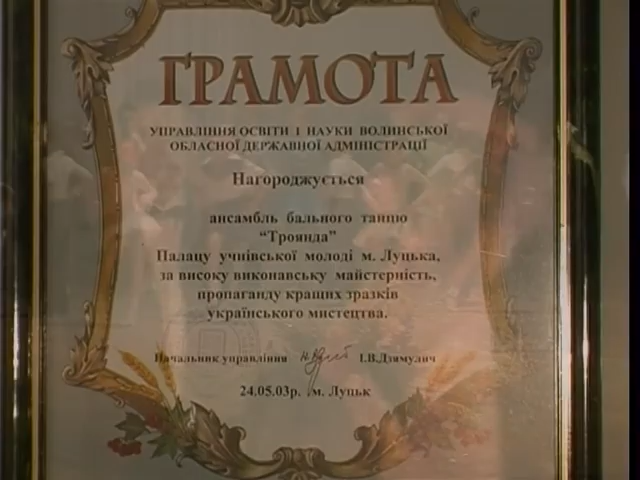 ГРАМОТА
УПРАВЛІННЯ ОСВІТИ І НАУКИ ВОЛИНСЬКОЇ
ОБЛАСНОЇ ДЕРЖАВНОЇ АДМІНІСТРАЦІЇ
Нагороджується
ансамбль бального танцю
“Троянда”
Палацу учнівської молоді м. Луцька,
за високу виконавську майстерність,
пропаганду кращих зразків
українського мистецтва.
Начальник управління І.В.Дзямулич
24.05.03р. м. Луцьк